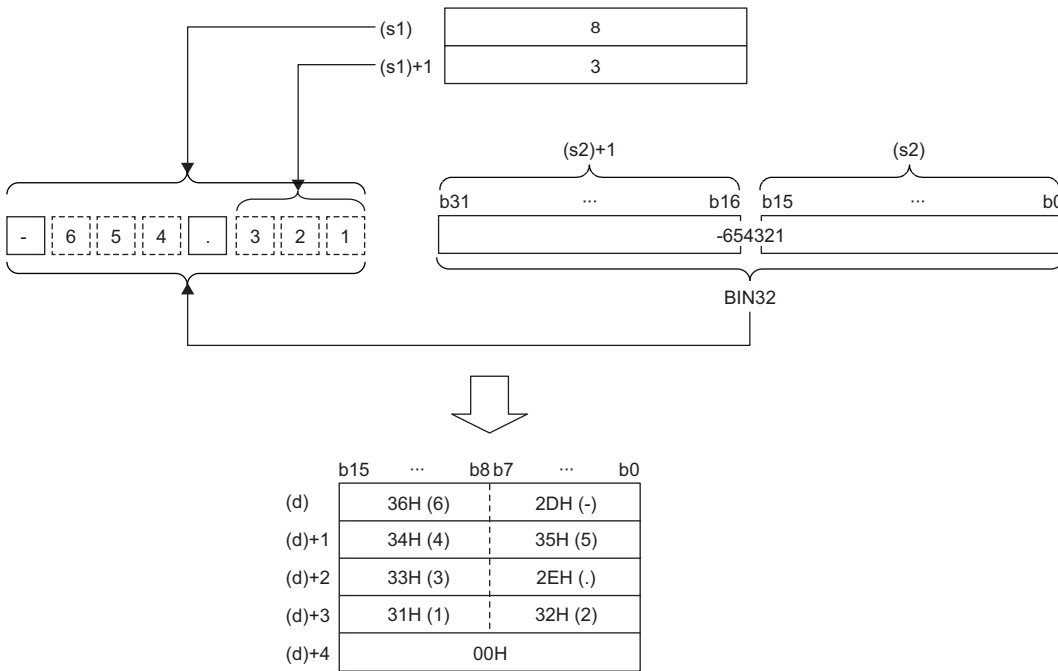 (s1) 8
(s1)+1 3
(s2)+1 (s2)
b31 ... b16 b15 ... b0
- 6 5 4 . 3 2 1
-654321
BIN32
b15 ... b8 b7 ... b0
(d) 36H (6) 2DH (-)
(d)+1 34H (4) 35H (5)
(d)+2 33H (3) 2EH (.)
(d)+3 31H (1) 32H (2)
(d)+4 00H